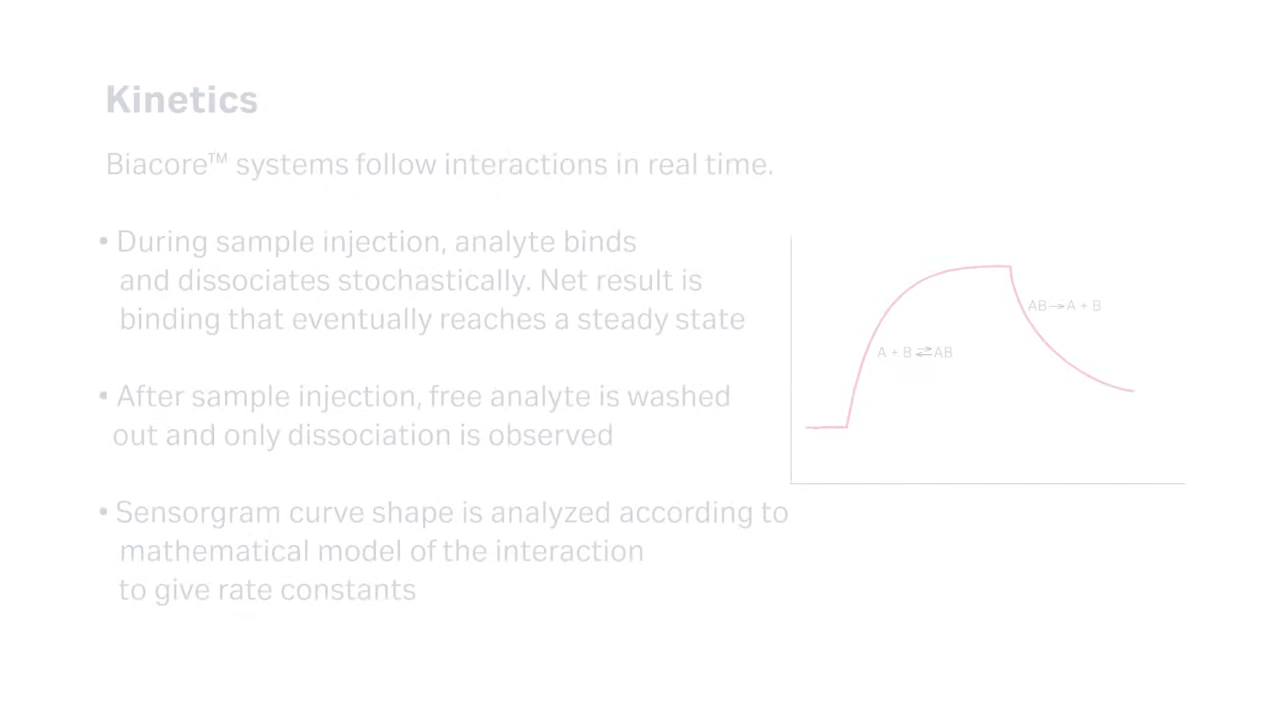 Kinetics
Biacore™ systems follow interactions in real time.
• During sample injection, analyte binds
and dissociates stochastically. Net result is
binding that eventually reaches a steady state
• After sample injection, free analyte is washed
out and only dissociation is observed
• Sensorgram curve shape is analyzed according to
mathematical model of the interaction
to give rate constants
AB→A + B
A + B⇄AB